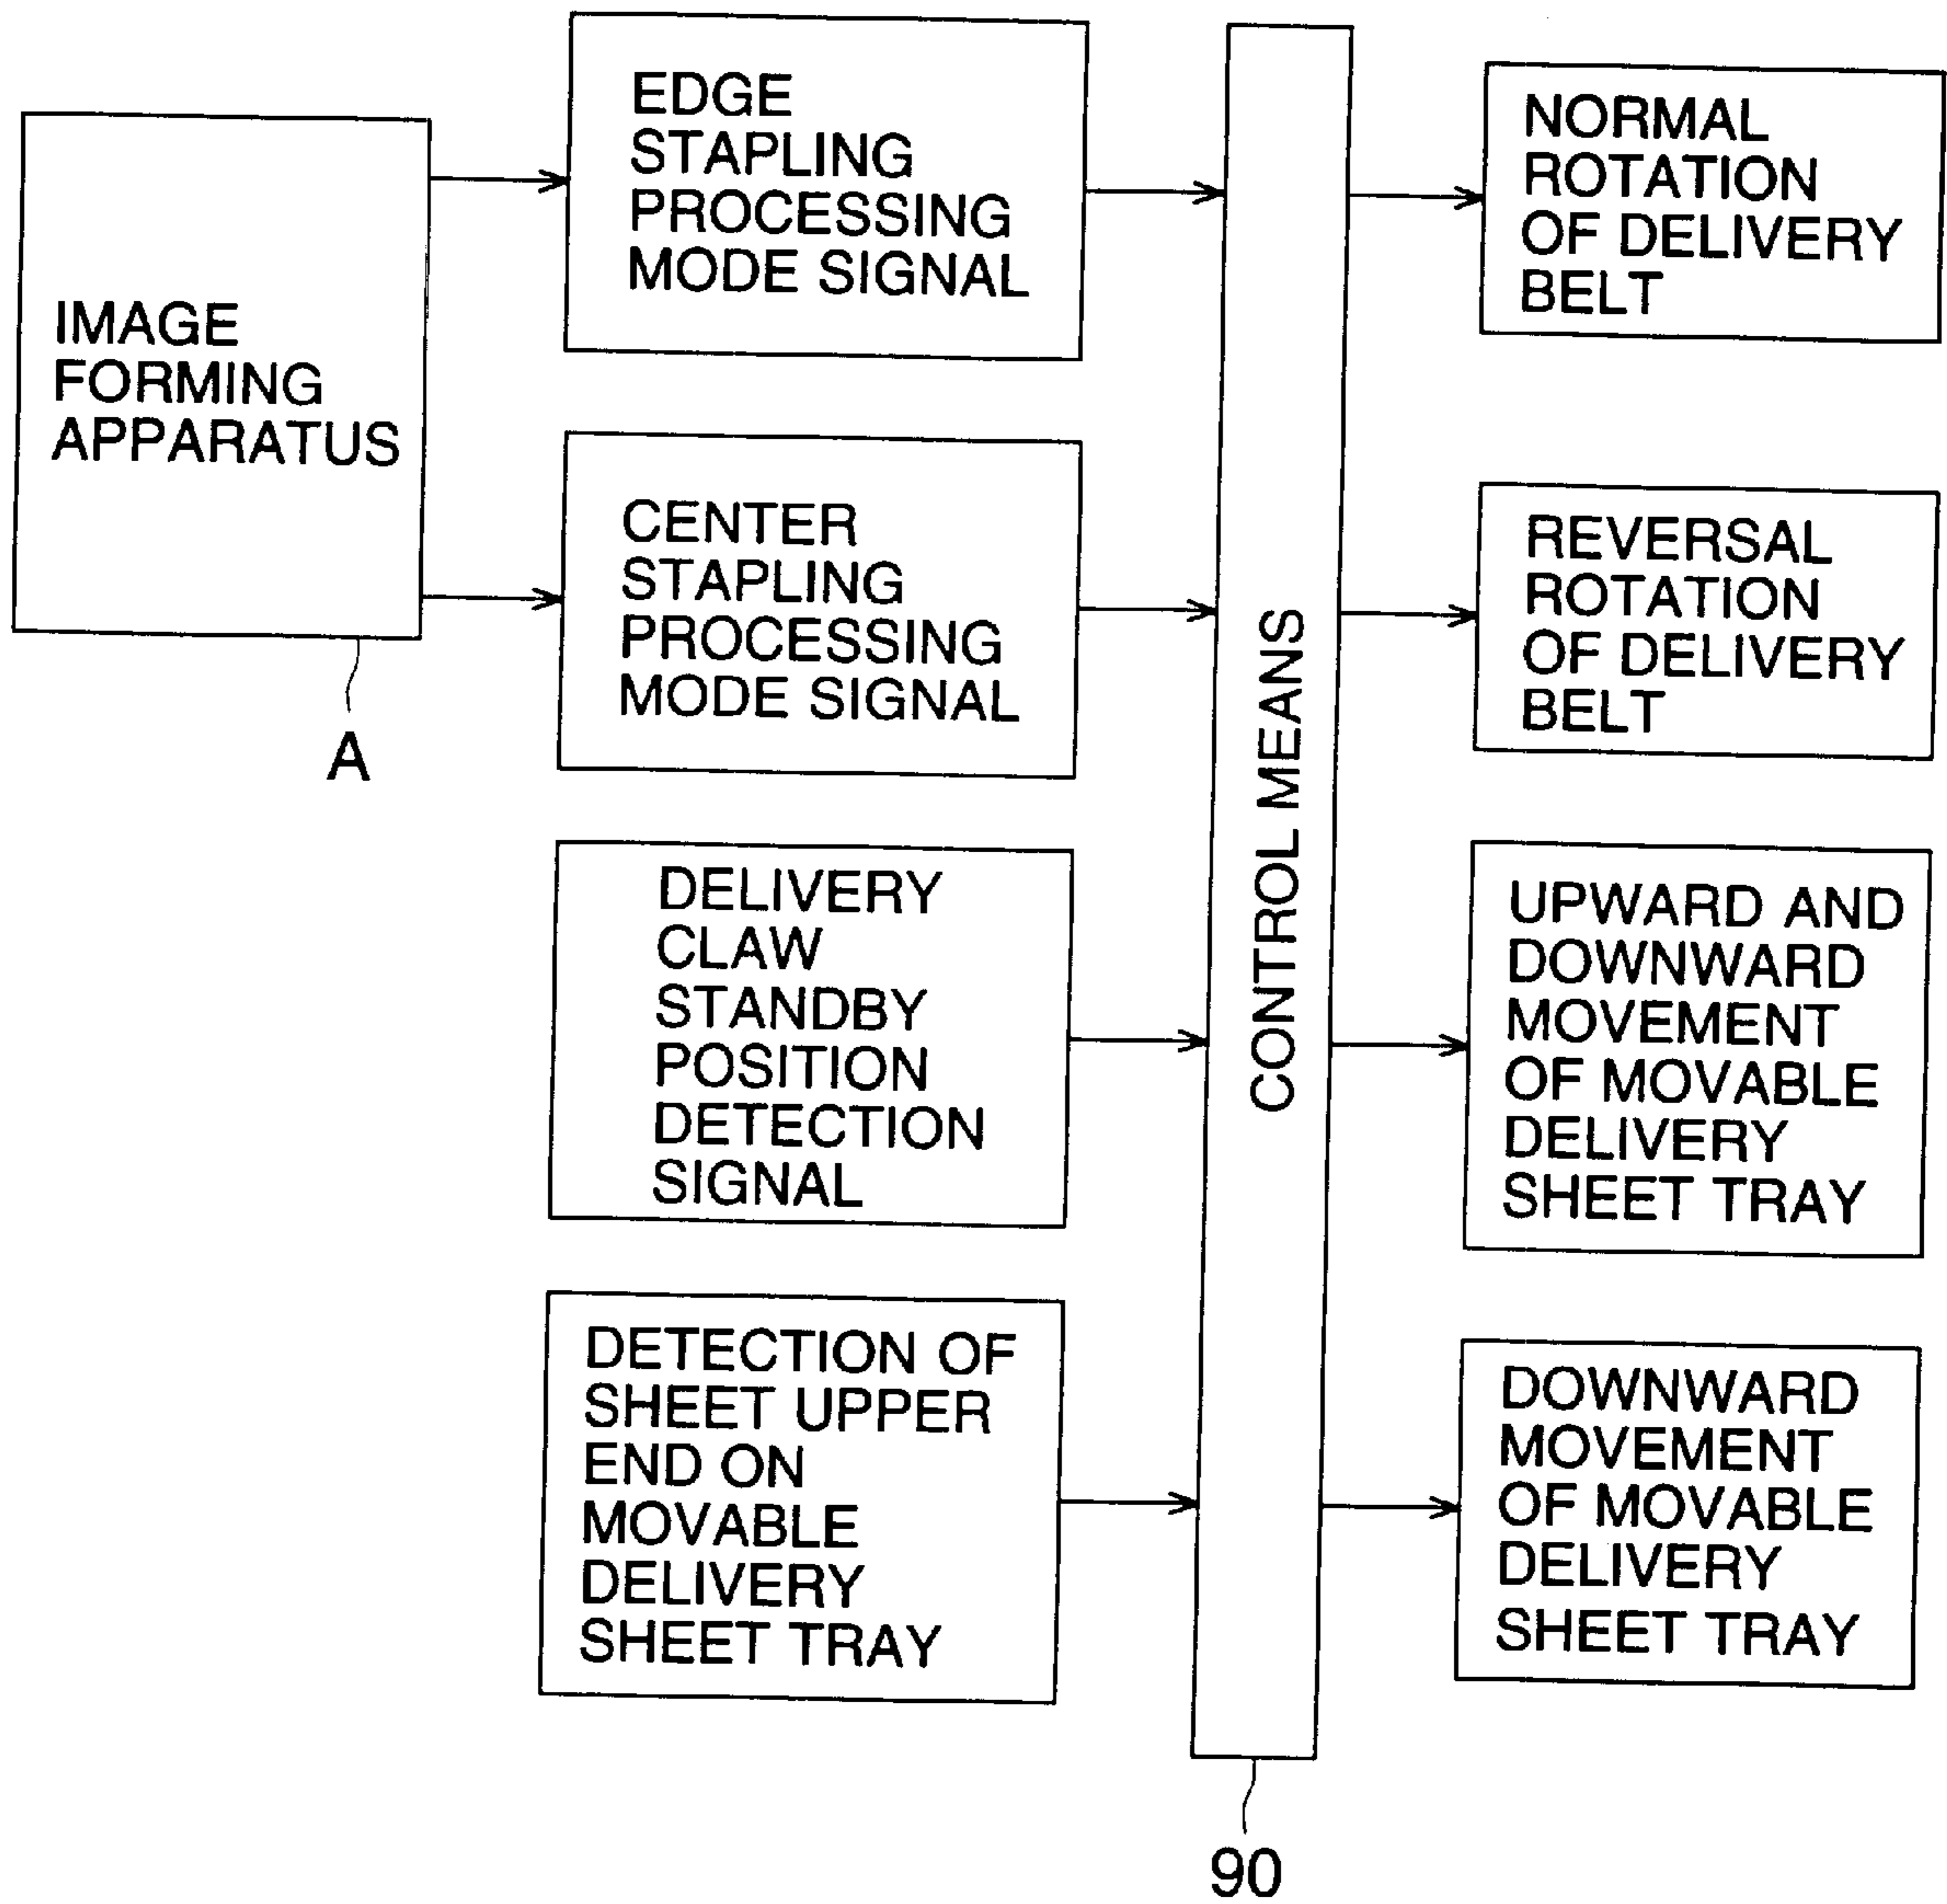 IMAGE
FORMING
APPARATUS
A
EDGE
STAPLING
PROCESSING
MODE SIGNAL
CENTER
STAPLING
PROCESSING
MODE SIGNAL
DELIVERY
CLAW
STANDBY
POSITION
DETECTION
SIGNAL
DETECTION OF
SHEET UPPER
END ON
MOVABLE
DELIVERY
SHEET TRAY
CONTROL MEANS
90
NORMAL
ROTATION
OF DELIVERY
BELT
REVERSAL
ROTATION
OF DELIVERY
BELT
UPWARD AND
DOWNWARD
MOVEMENT
OF MOVABLE
DELIVERY
SHEET TRAY
DOWNWARD
MOVEMENT
OF MOVABLE
DELIVERY
SHEET TRAY